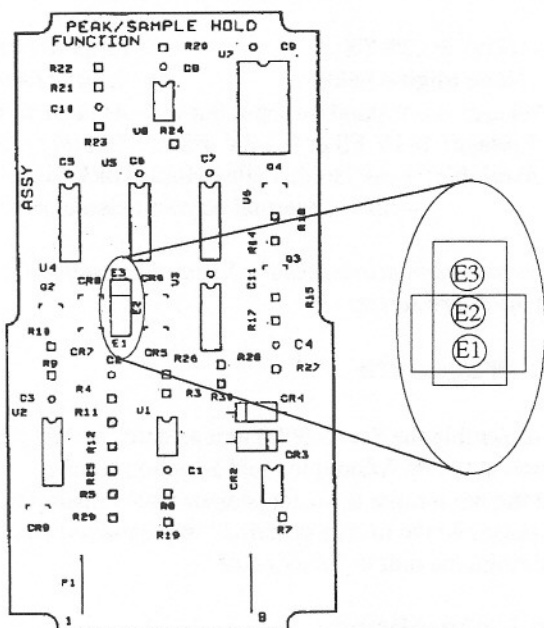 PEAK/SAMPLE HOLD
FUNCTION
R20
U7
C9
R22
C8
R21
C10
U8
R24
R23
C5
U5
C6
C7
Q4
ASSY
U6
R16
R14
U4
Q2
CR8
E3
CR6
U3
Q3
E2
C11
R15
E1
R18
R17
CR7
C2
CR5
R26
R28
C4
R9
R27
R4
R3
R30
C3
CR4
U2
R11
U1
R12
CR3
R25
C1
CR2
R5
R8
R29
R19
R7
CR9
P1
1
8
E3
E2
E1